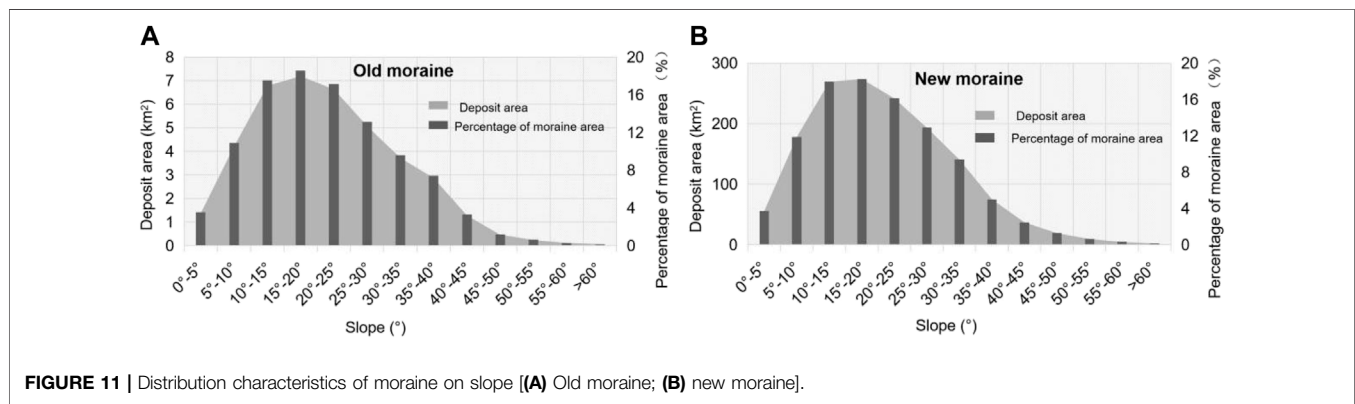 A
Old moraine
Deposit area
Percentage of moraine area
Deposit area (km²)
8
7
6
5
4
3
2
1
0
Percentage of moraine area (%)
20
16
12
8
4
0
0°-5° 5°-10° 10°-15° 15°-20° 20°-25° 25°-30° 30°-35° 35°-40° 40°-45° 45°-50° 50°-55° 55°-60° >60°
Slope (°)
B
New moraine
Deposit area
Percentage of moraine area
Deposit area (km²)
300
200
100
0
Percentage of moraine area (%)
20
16
12
8
4
0
0°-5° 5°-10° 10°-15° 15°-20° 20°-25° 25°-30° 30°-35° 35°-40° 40°-45° 45°-50° 50°-55° 55°-60° >60°
Slope (°)
FIGURE 11 | Distribution characteristics of moraine on slope [(A) Old moraine; (B) new moraine].